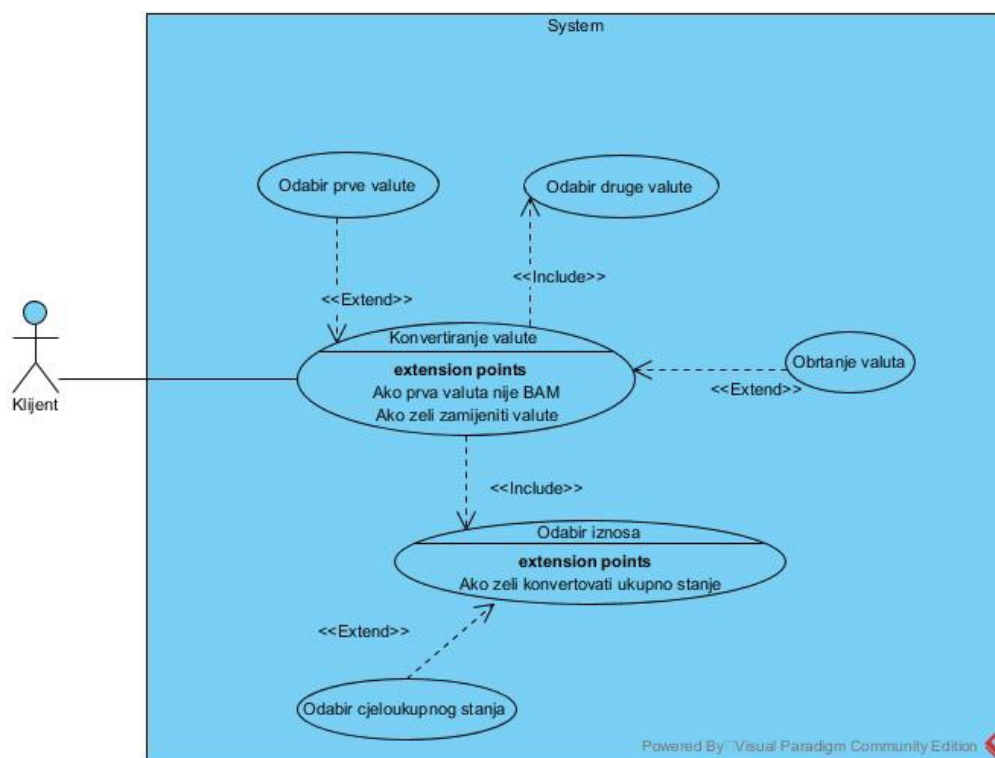 System
Odabir prve valute
Odabir druge valute
<<Include>>
<<Extend>>
Konvertiranje valute
extension points
Ako prva valuta nije BAM
Ako zeli zamijeniti valute
Obrtanje valuta
<<Extend>>
Klijent
<<Include>>
Odabir iznosa
extension points
Ako zeli konvertovati ukupno stanje
<<Extend>>
Odabir cjeloukupnog stanja
Powered By Visual Paradigm Community Edition